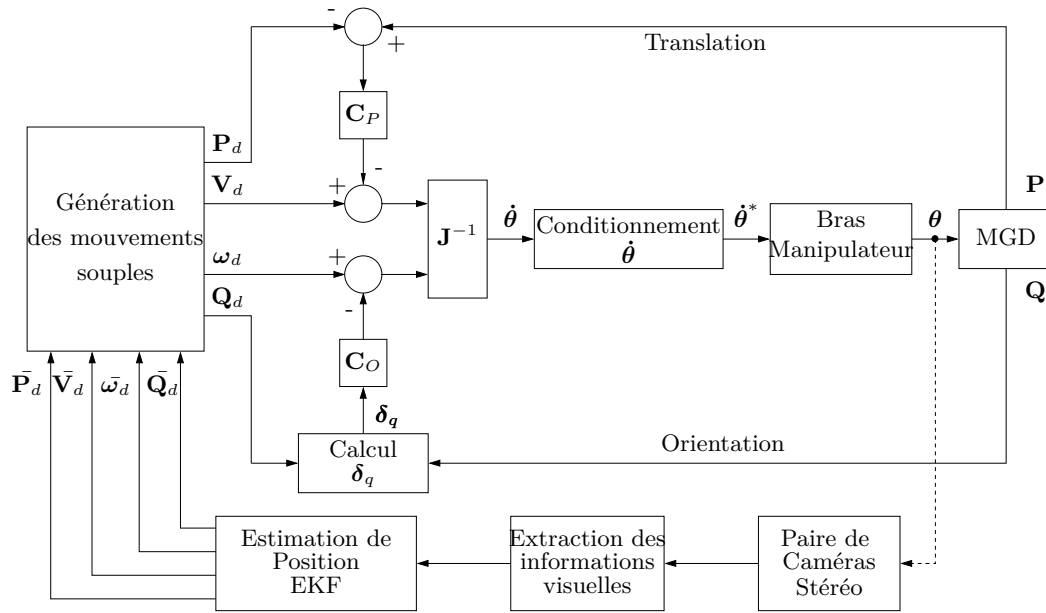 -
+
Translation
C_P
P_d
-
Génération
des mouvements
souples
V_d
+
P
J⁻¹
θ̇
Conditionnement
θ̇
θ̇*
Bras
Manipulateur
θ
MGD
ω_d
+
Q_d
-
Q
C_O
P̄_d
V̄_d
ω̄_d
Q̄_d
δ_q
Calcul
δ_q
Orientation
Estimation de
Position
EKF
Extraction des
informations
visuelles
Paire de
Caméras
Stéréo